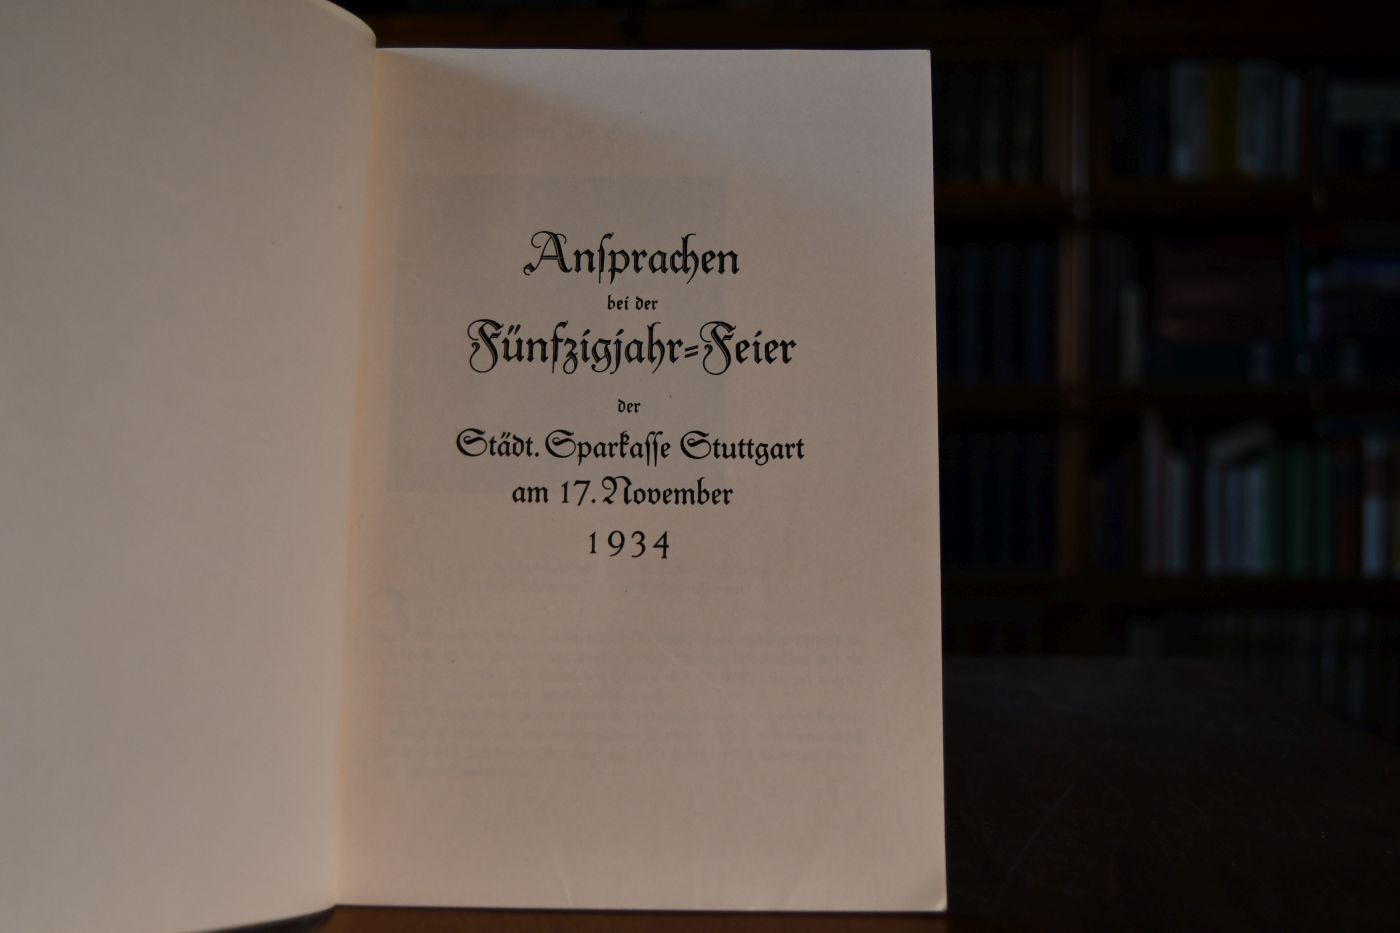 Anſprachen
bei der
Fünfzigjahr=Feier
der
Städt. Sparkaſſe Stuttgart
am 17. November
1934